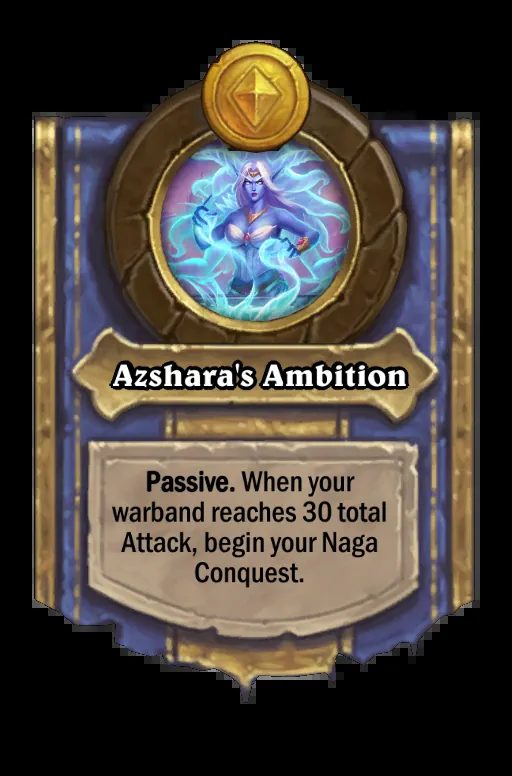 Azshara's Ambition
Passive. When your
warband reaches 30 total
Attack, begin your Naga
Conquest.